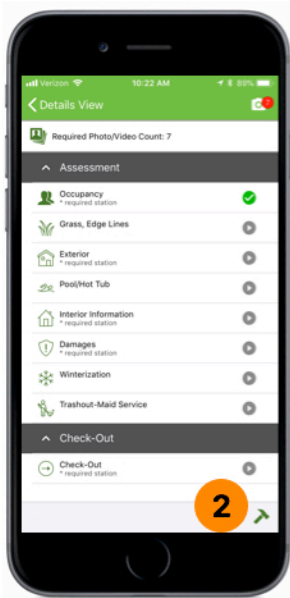 Verizon 10:22 AM 89%
Details View
Required Photo/Video Count: 7
Assessment
Occupancy
* required station
Grass, Edge Lines
Exterior
* required station
Pool/Hot Tub
Interior Information
* required station
Damages
* required station
Winterization
Trashout-Maid Service
Check-Out
Check-Out
* required station
2